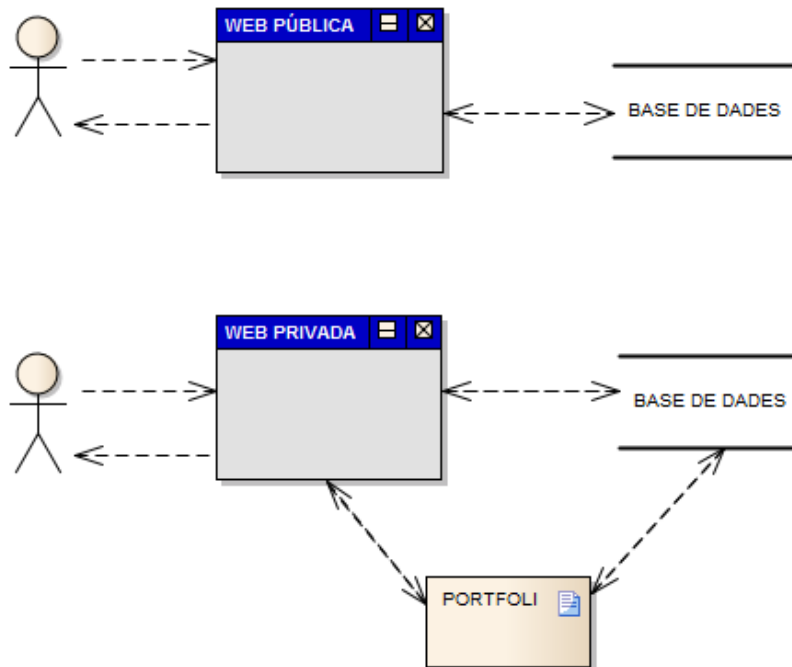 WEB PÚBLICA
BASE DE DADES
WEB PRIVADA
BASE DE DADES
PORTFOLI